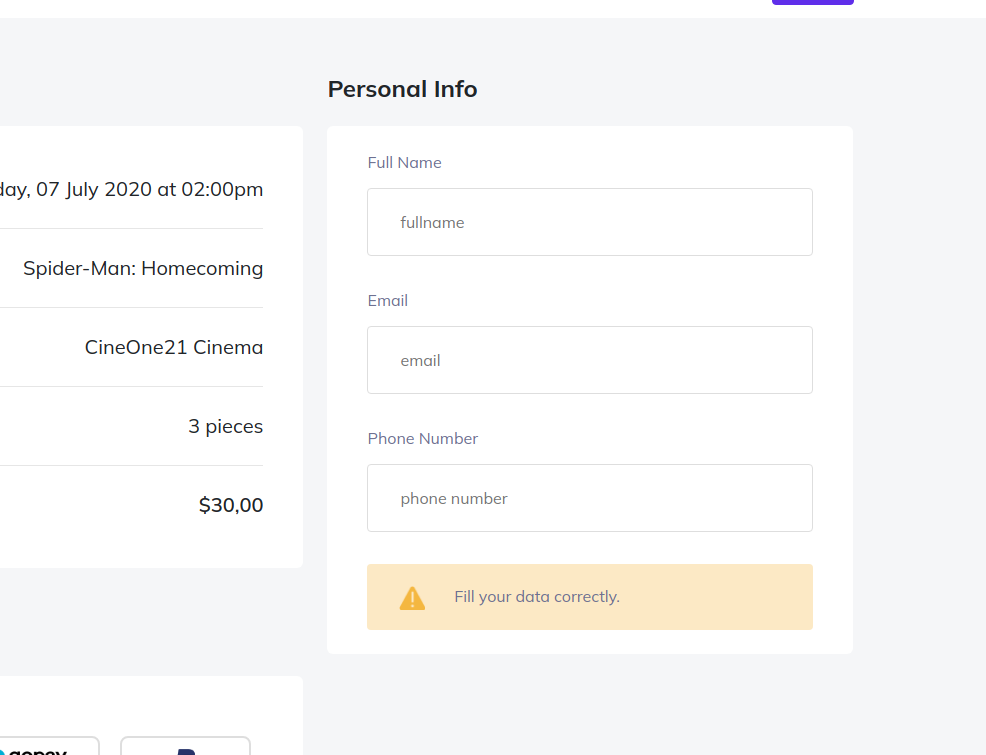 Personal Info
day, 07 July 2020 at 02:00pm
Spider-Man: Homecoming
CineOne21 Cinema
3 pieces
$30,00
Full Name
fullname
Email
email
Phone Number
phone number
Fill your data correctly.